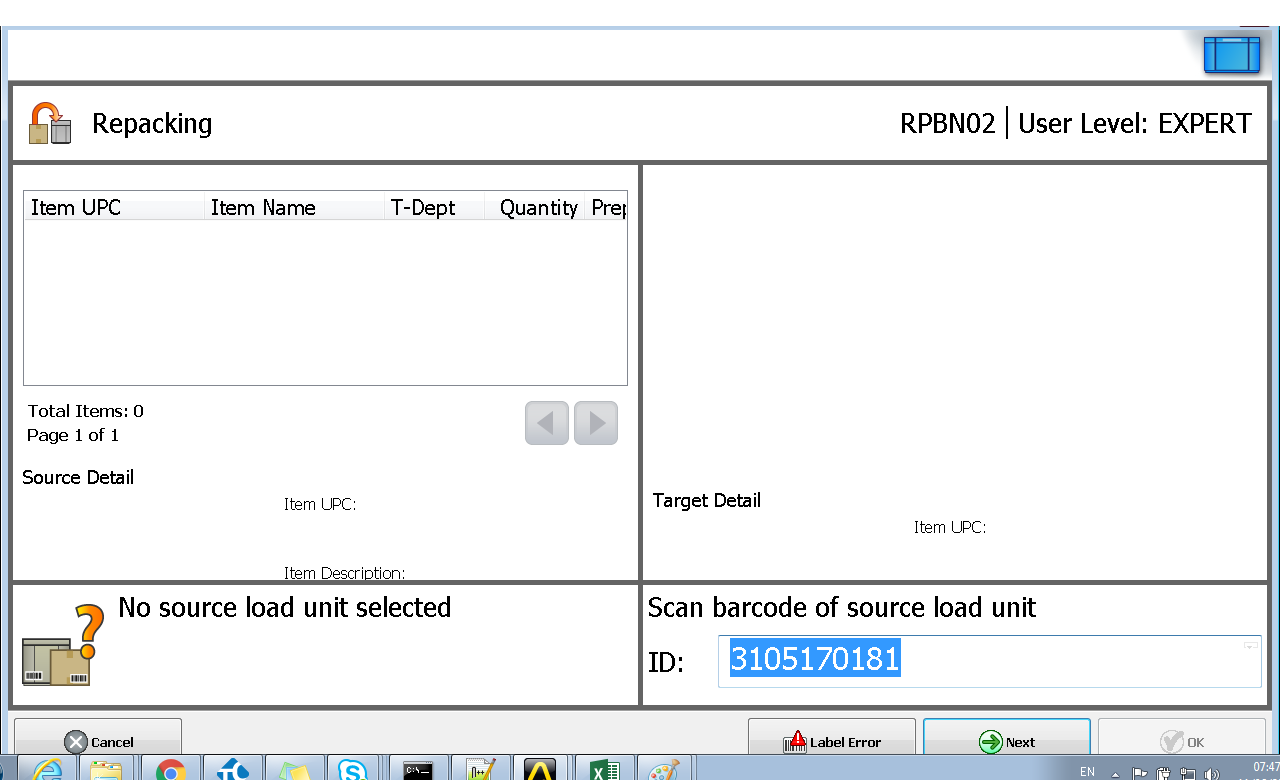 Repacking
RPBN02 | User Level: EXPERT
Item UPC Item Name T-Dept Quantity Prep
Total Items: 0
Page 1 of 1
Source Detail
Item UPC:
Item Description:
Target Detail
Item UPC:
No source load unit selected
Scan barcode of source load unit
ID: 3105170181
Cancel
Label Error
Next
OK
EN
07:47